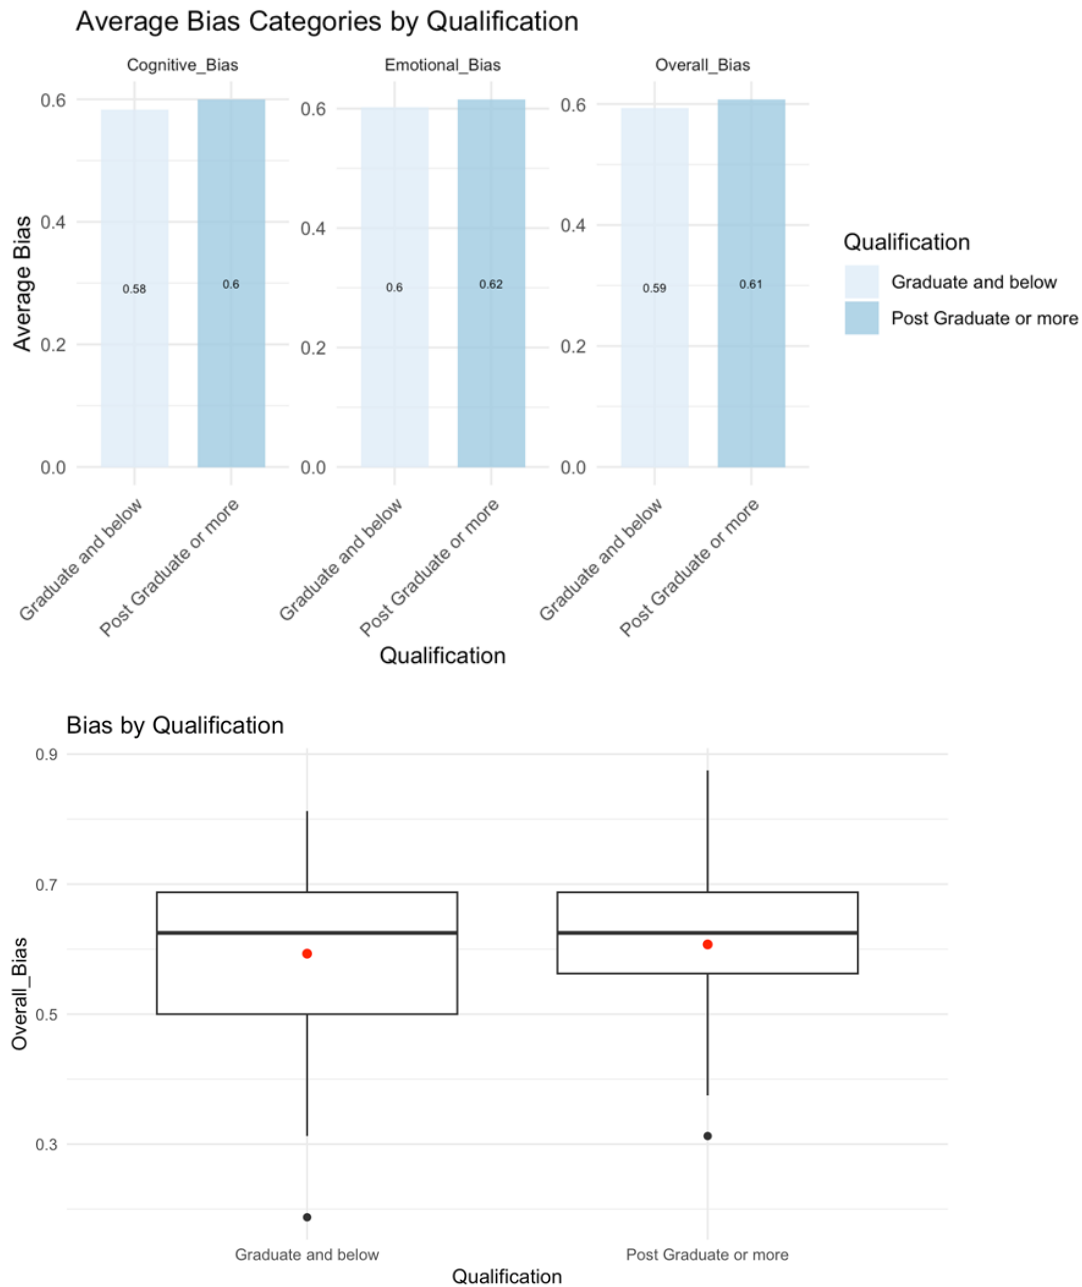 Average Bias Categories by Qualification
Cognitive_Bias
Emotional_Bias
Overall_Bias
Average Bias
0.6
0.4
0.2
0.0
0.58
0.6
0.6
0.4
0.2
0.0
0.6
0.62
0.6
0.4
0.2
0.0
0.59
0.61
Graduate and below
Post Graduate or more
Graduate and below
Post Graduate or more
Graduate and below
Post Graduate or more
Qualification
Qualification
Graduate and below
Post Graduate or more
Bias by Qualification
Overall_Bias
0.9
0.7
0.5
0.3
Graduate and below
Post Graduate or more
Qualification